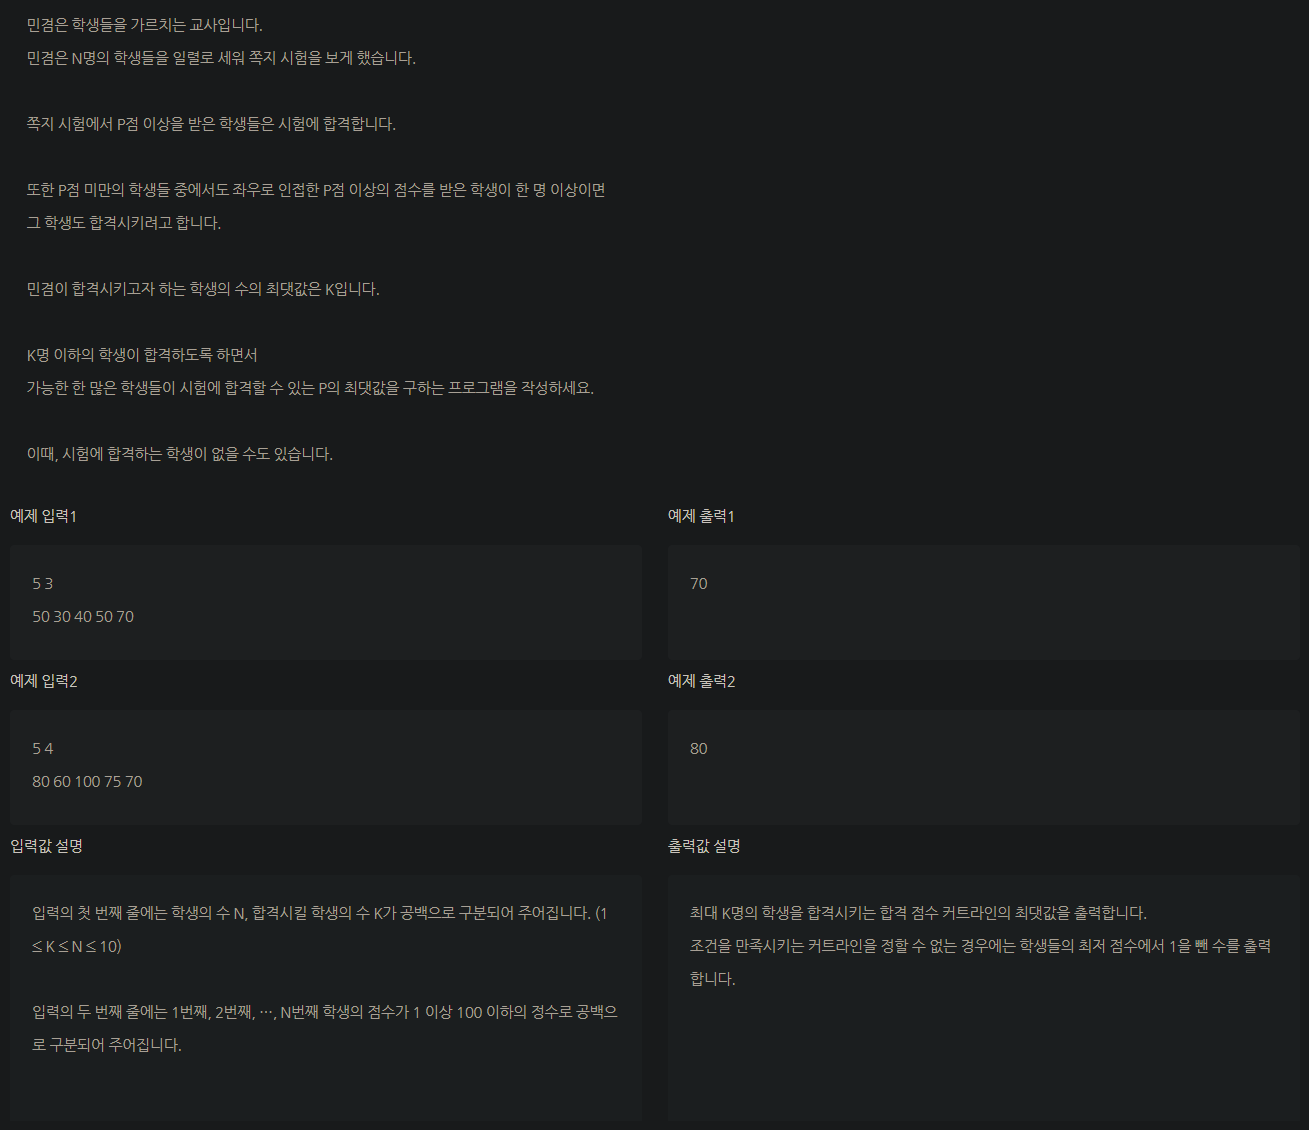 민겸은 학생들을 가르치는 교사입니다.
민겸은 N명의 학생들을 일렬로 세워 쪽지 시험을 보게 했습니다.
쪽지 시험에서 P점 이상을 받은 학생들은 시험에 합격합니다.
또한 P점 미만의 학생들 중에서도 좌우로 인접한 P점 이상의 점수를 받은 학생이 한 명 이상이면
그 학생도 합격시키려고 합니다.
민겸이 합격시키고자 하는 학생의 수의 최댓값은 K입니다.
K명 이하의 학생이 합격하도록 하면서
가능한 한 많은 학생들이 시험에 합격할 수 있는 P의 최댓값을 구하는 프로그램을 작성하세요.
이때, 시험에 합격하는 학생이 없을 수도 있습니다.
예제 입력1
5 3
50 30 40 50 70
예제 출력1
70
예제 입력2
5 4
80 60 100 75 70
예제 출력2
80
입력값 설명
입력의 첫 번째 줄에는 학생의 수 N, 합격시킬 학생의 수 K가 공백으로 구분되어 주어집니다. (1
≤ K ≤ N ≤ 10)
입력의 두 번째 줄에는 1번째, 2번째, …, N번째 학생의 점수가 1 이상 100 이하의 정수로 공백으
로 구분되어 주어집니다.
출력값 설명
최대 K명의 학생을 합격시키는 합격 점수 커트라인의 최댓값을 출력합니다.
조건을 만족시키는 커트라인을 정할 수 없는 경우에는 학생들의 최저 점수에서 1을 뺀 수를 출력
합니다.